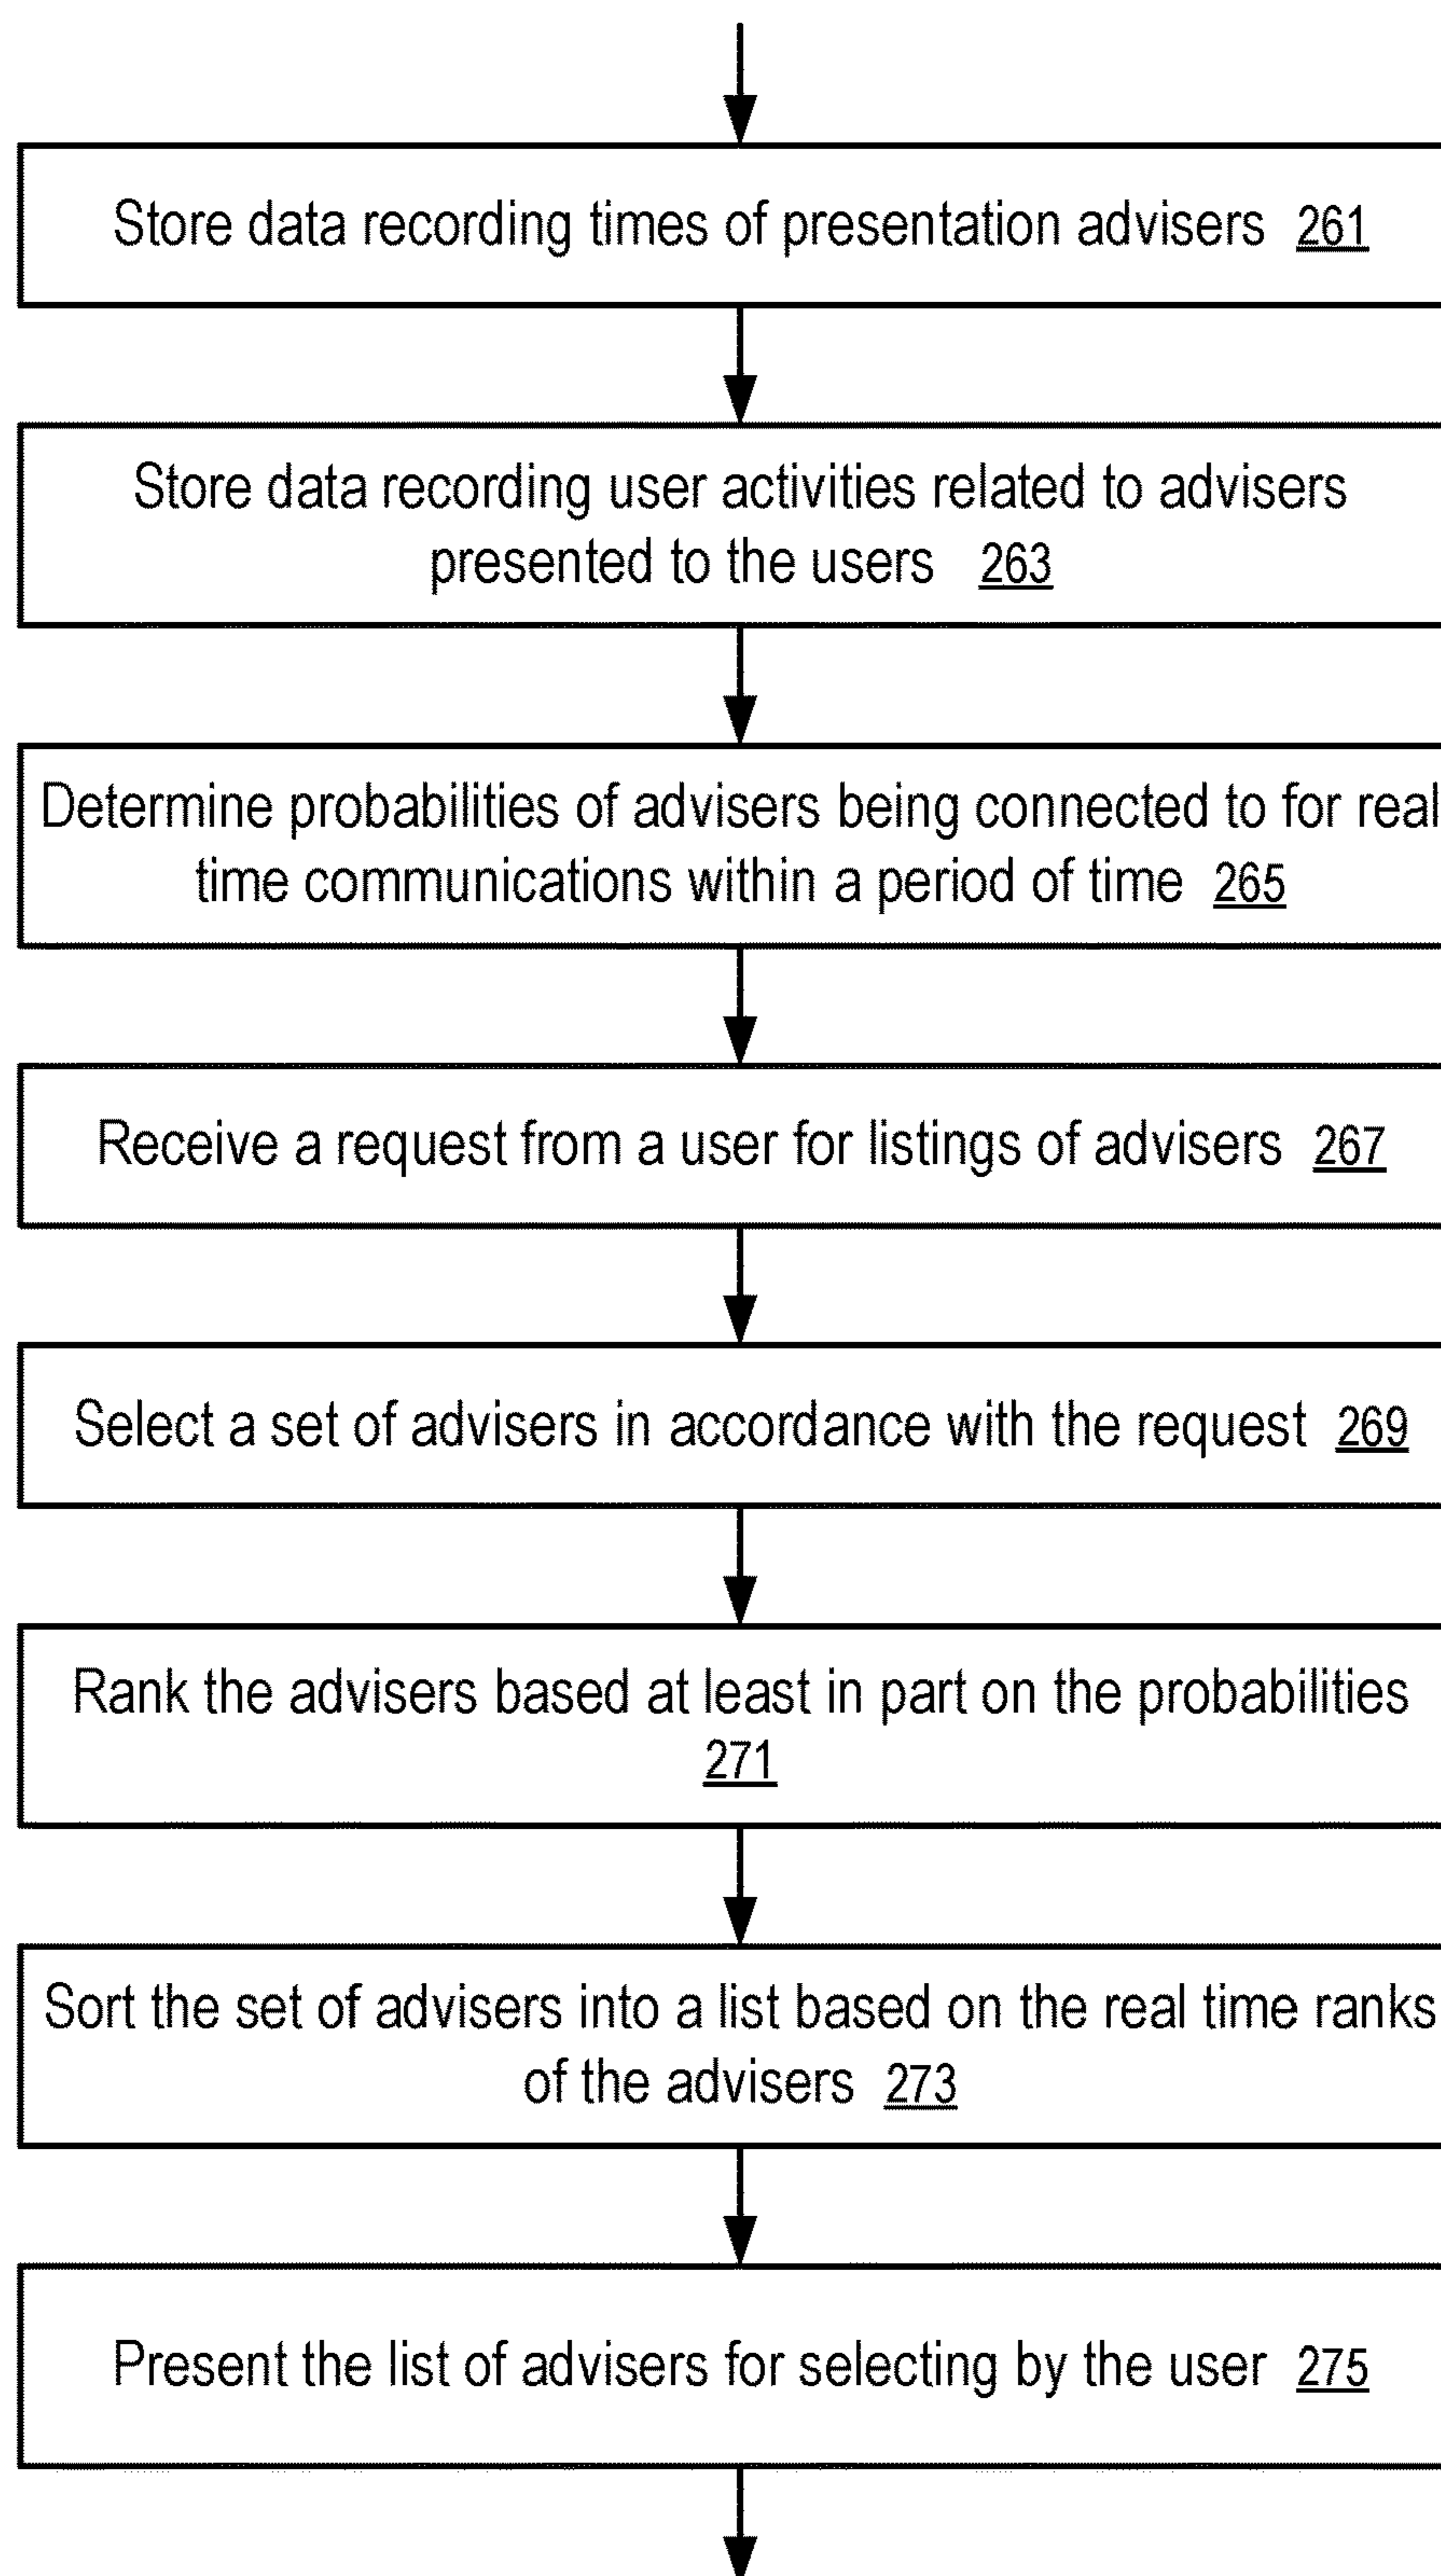 Store data recording times of presentation advisers 261
Store data recording user activities related to advisers
presented to the users 263
Determine probabilities of advisers being connected to for real
time communications within a period of time 265
Receive a request from a user for listings of advisers 267
Select a set of advisers in accordance with the request 269
Rank the advisers based at least in part on the probabilities
271
Sort the set of advisers into a list based on the real time ranks
of the advisers 273
Present the list of advisers for selecting by the user 275